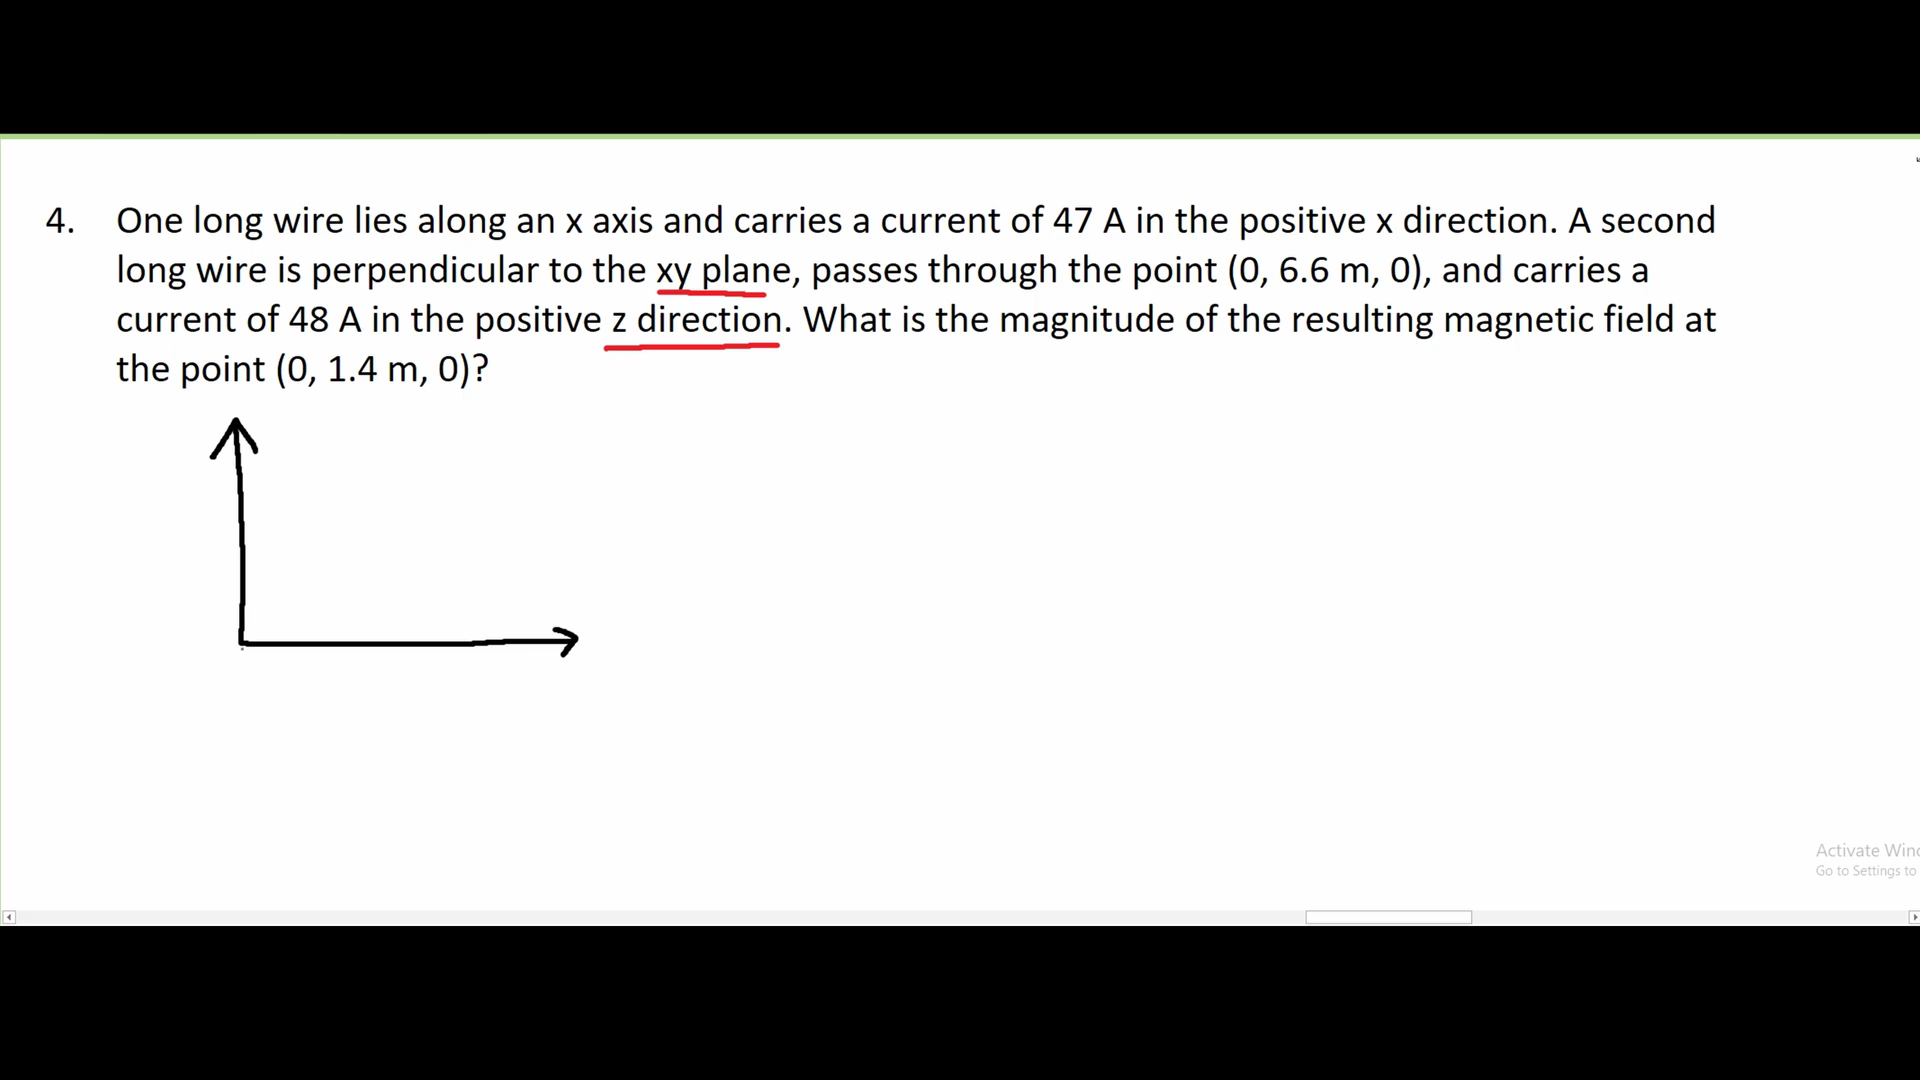 4. One long wire lies along an x axis and carries a current of 47 A in the positive x direction. A second
long wire is perpendicular to the xy plane, passes through the point (0, 6.6 m, 0), and carries a
current of 48 A in the positive z direction. What is the magnitude of the resulting magnetic field at
the point (0, 1.4 m, 0)?
Activate Wind
Go to Settings to